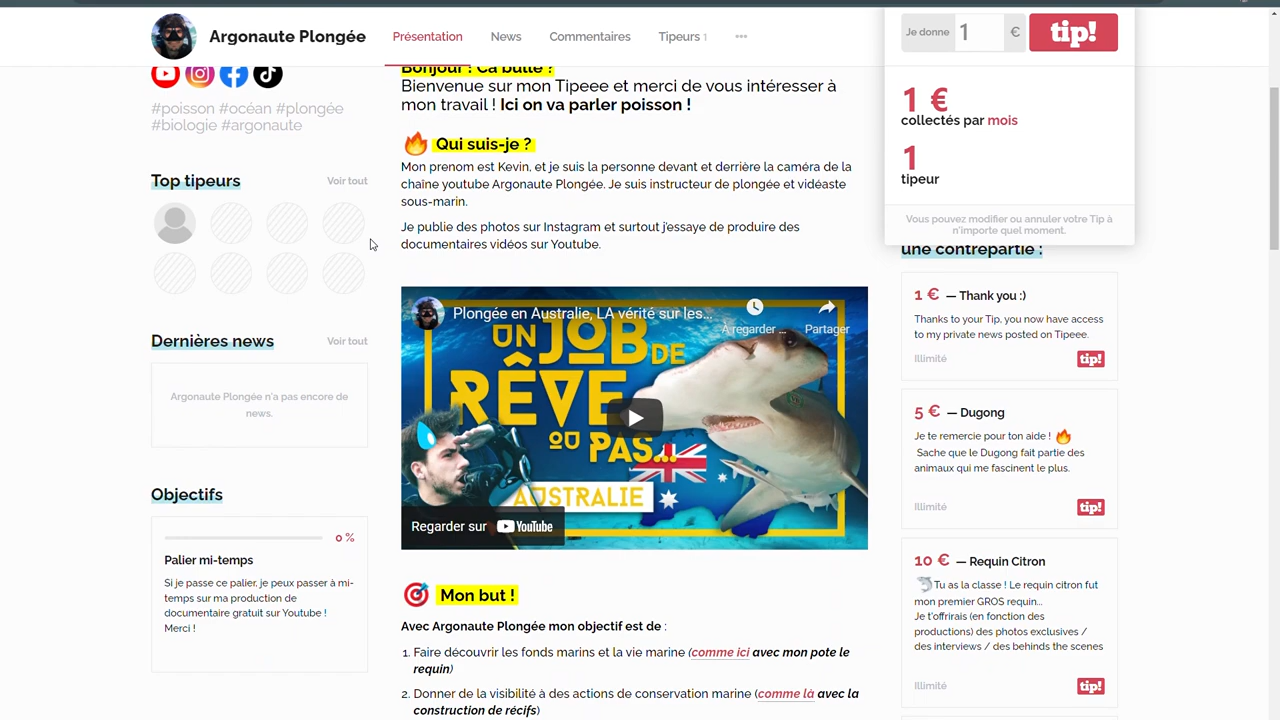 Argonaute Plongée
Présentation
News
Commentaires
Tipeurs 1
Je donne 1 €
tip!
#poisson #océan #plongée
#biologie #argonaute
Top tipeurs
Voir tout
Dernières news
Voir tout
Argonaute Plongée n'a pas encore de
news.
Objectifs
0 %
Palier mi-temps
Si je passe ce palier, je peux passer à mi-
temps sur ma production de
documentaire gratuit sur Youtube !
Merci !
Bonjour ! Ca bulle ?
Bienvenue sur mon Tipeee et merci de vous intéresser à
mon travail ! Ici on va parler poisson !
Qui suis-je ?
Mon prenom est Kevin, et je suis la personne devant et derrière la caméra de la
chaîne youtube Argonaute Plongée. Je suis instructeur de plongée et vidéaste
sous-marin.
Je publie des photos sur Instagram et surtout j'essaye de produire des
documentaires vidéos sur Youtube.
Plongée en Australie, LA vérité sur les...
À regarder ...
Partager
UN JOB DE
RÊVE
OU PAS...
AUSTRALIE
Regarder sur YouTube
Mon but !
Avec Argonaute Plongée mon objectif est de :
1. Faire découvrir les fonds marins et la vie marine (comme ici avec mon pote le
requin)
2. Donner de la visibilité à des actions de conservation marine (comme là avec la
construction de récifs)
1 €
collectés par mois
1
tipeur
Vous pouvez modifier ou annuler votre Tip à
n'importe quel moment.
une contrepartie :
1 € — Thank you :)
Thanks to your Tip, you now have access
to my private news posted on Tipeee.
Illimité
tip!
5 € — Dugong
Je te remercie pour ton aide !
Sache que le Dugong fait partie des
animaux qui me fascinent le plus.
Illimité
tip!
10 € — Requin Citron
Tu as la classe ! Le requin citron fut
mon premier GROS requin...
Je t'offrirais (en fonction des
productions) des photos exclusives /
des interviews / des behinds the scenes
Illimité
tip!